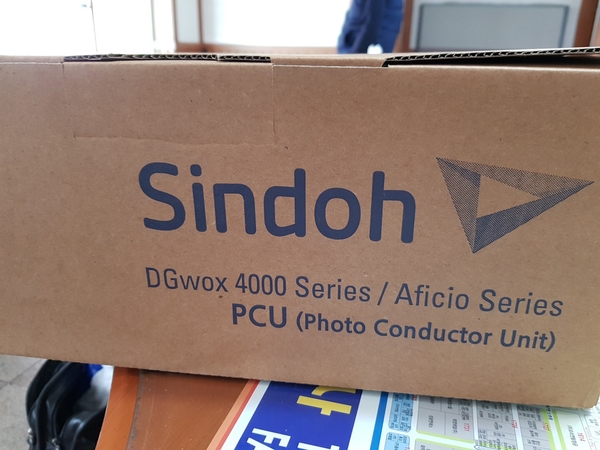 Sindoh
DGwox 4000 Series / Aficio Series
PCU (Photo Conductor Unit)